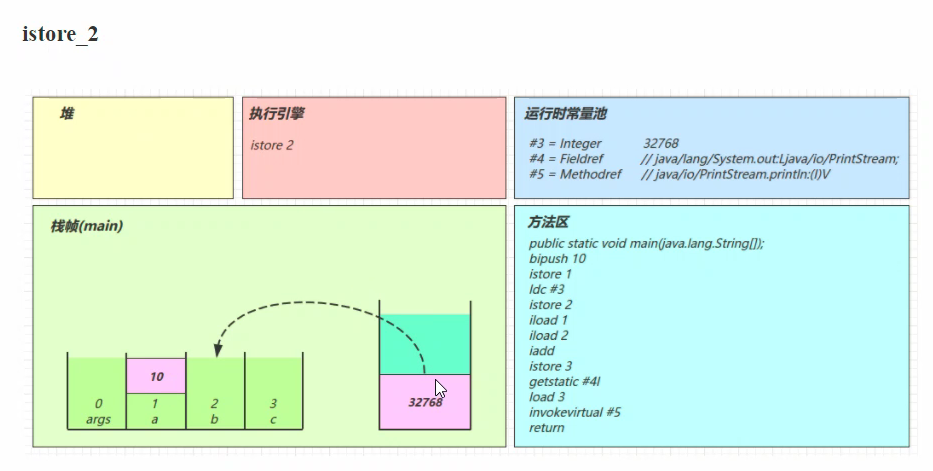 istore_2
堆
执行引擎
istore 2
运行时常量池
#3 = Integer 32768
#4 = Fieldref // java/lang/System.out:Ljava/io/PrintStream;
#5 = Methodref // java/io/PrintStream.println:(I)V
栈帧(main)
10
0 1 2 3
args a b c
32768
方法区
public static void main(java.lang.String[]);
bipush 10
istore 1
ldc #3
istore 2
iload 1
iload 2
iadd
istore 3
getstatic #4l
load 3
invokevirtual #5
return